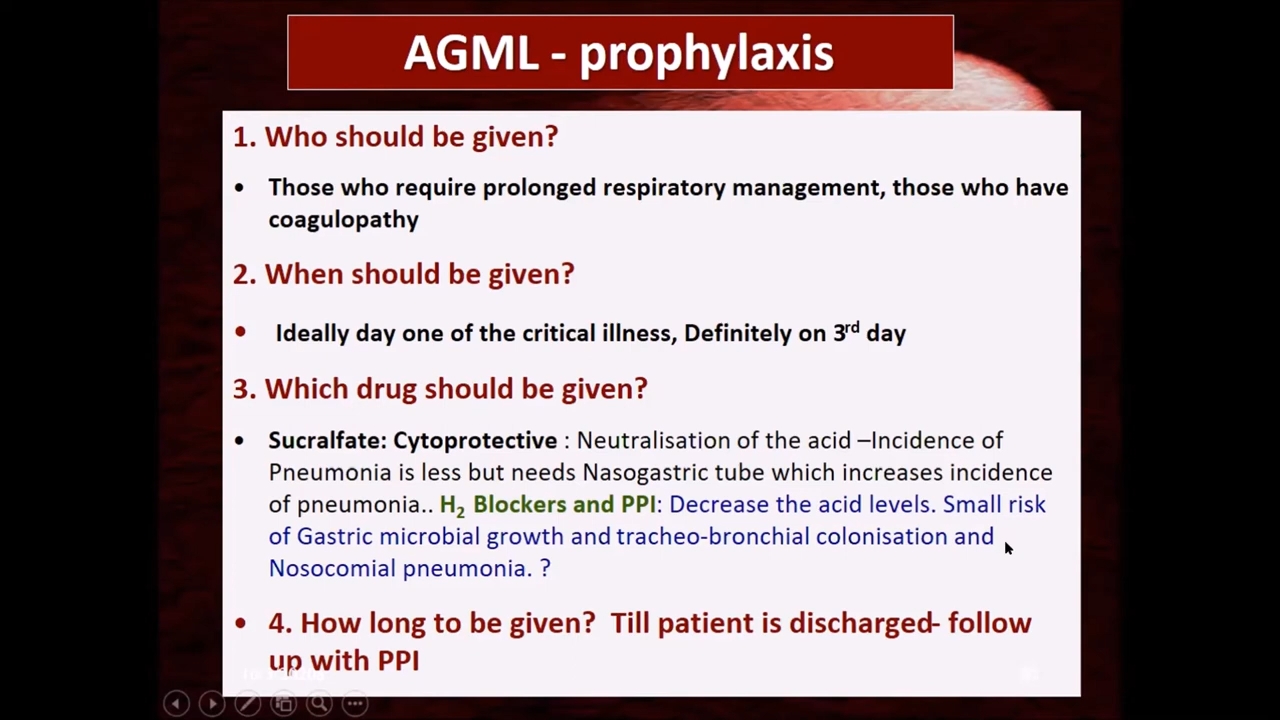 AGML - prophylaxis
1. Who should be given?
• Those who require prolonged respiratory management, those who have
coagulopathy
2. When should be given?
• Ideally day one of the critical illness, Definitely on 3rd day
3. Which drug should be given?
• Sucralfate: Cytoprotective : Neutralisation of the acid –Incidence of
Pneumonia is less but needs Nasogastric tube which increases incidence
of pneumonia.. H2 Blockers and PPI: Decrease the acid levels. Small risk
of Gastric microbial growth and tracheo-bronchial colonisation and
Nosocomial pneumonia. ?
• 4. How long to be given? Till patient is discharged- follow
up with PPI